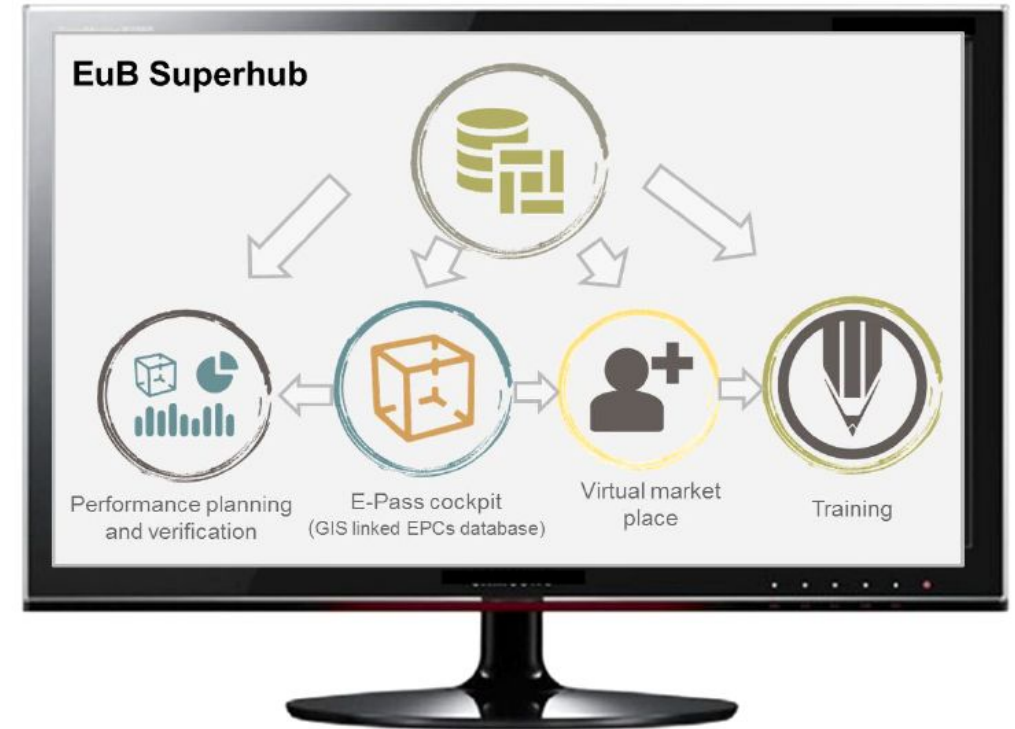 EuB Superhub
Performance planning
and verification
E-Pass cockpit
(GIS linked EPCs database)
Virtual market
place
Training